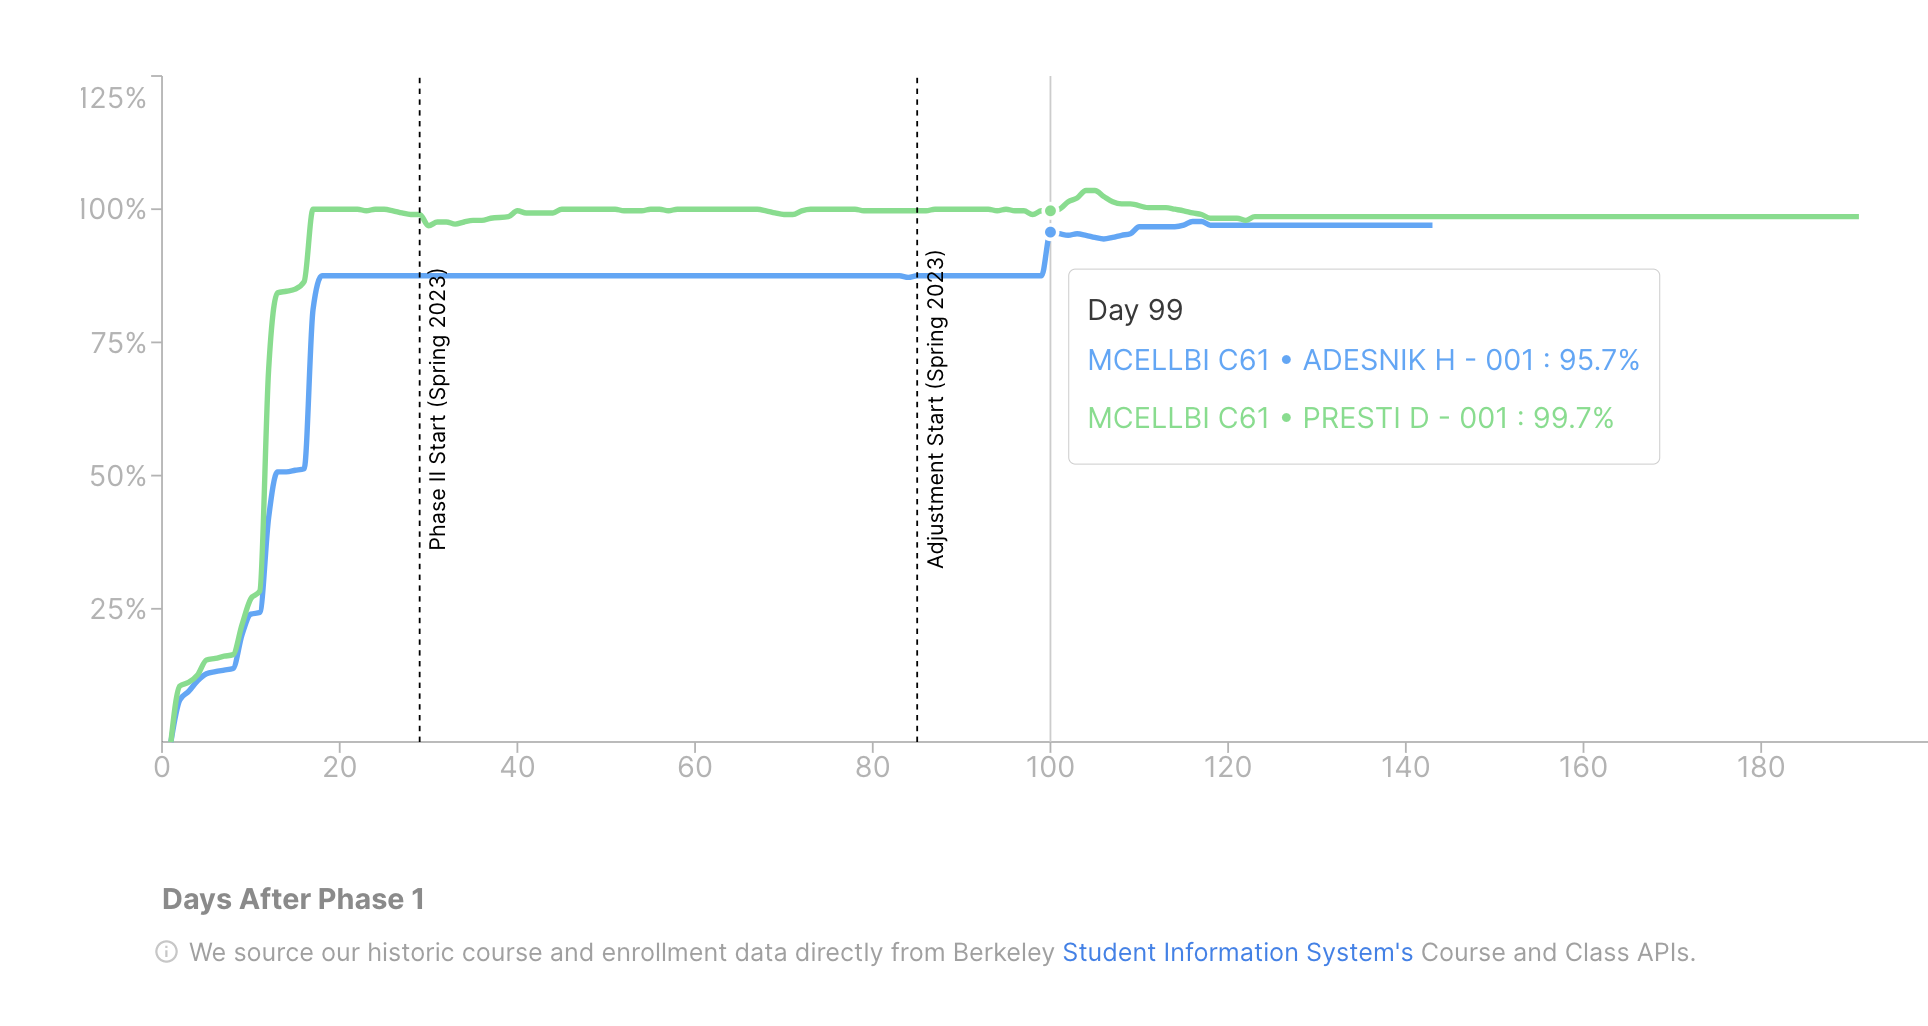 125%
100%
75%
50%
25%
Phase II Start (Spring 2023)
Adjustment Start (Spring 2023)
Day 99
MCELLBI C61 • ADESNIK H - 001 : 95.7%
MCELLBI C61 • PRESTI D - 001 : 99.7%
0 20 40 60 80 100 120 140 160 180
Days After Phase 1
We source our historic course and enrollment data directly from Berkeley Student Information System's Course and Class APIs.